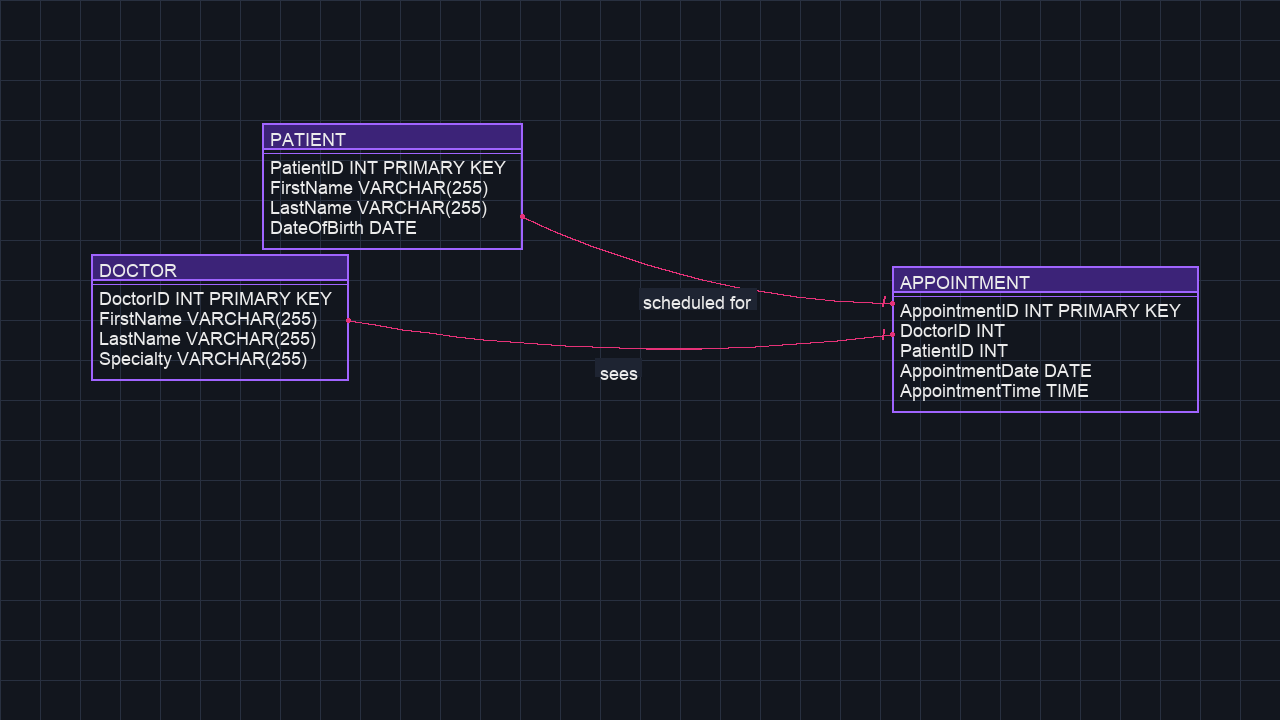 PATIENT
PatientID INT PRIMARY KEY
FirstName VARCHAR(255)
LastName VARCHAR(255)
DateOfBirth DATE
DOCTOR
DoctorID INT PRIMARY KEY
FirstName VARCHAR(255)
LastName VARCHAR(255)
Specialty VARCHAR(255)
scheduled for
sees
APPOINTMENT
AppointmentID INT PRIMARY KEY
DoctorID INT
PatientID INT
AppointmentDate DATE
AppointmentTime TIME